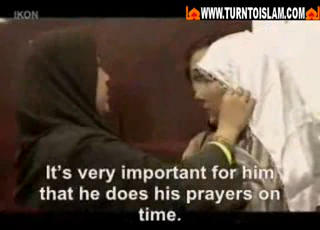 IKON
WWW.TURNTOISLAM.COM
It's very important for him
that he does his prayers on
time.